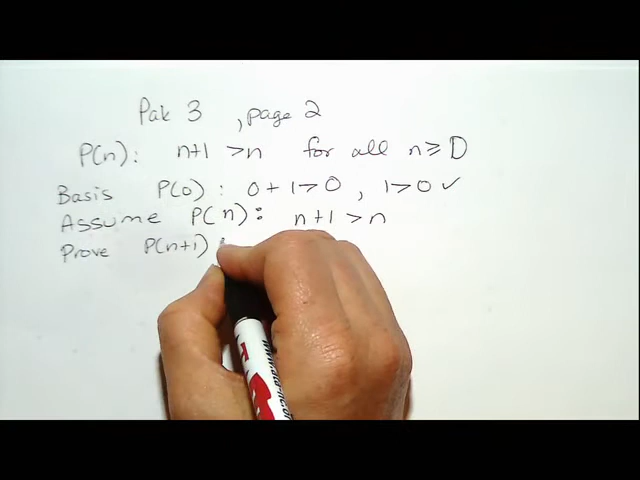 Pak 3 , page 2
P(n): n+1 > n for all n ≥ 0
Basis P(0): 0 + 1 > 0 , 1 > 0 ✓
Assume P(n): n+1 > n
Prove P(n+1)